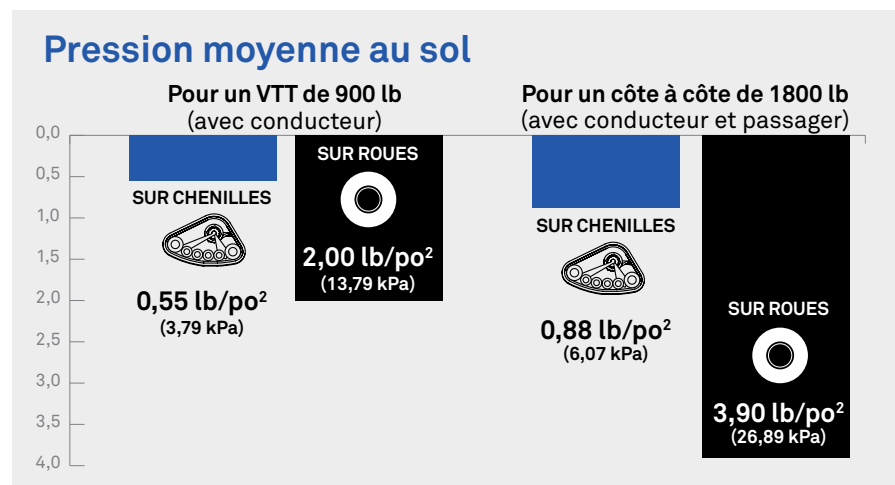 Pression moyenne au sol
Pour un VTT de 900 lb
(avec conducteur)
Pour un côte à côte de 1800 lb
(avec conducteur et passager)
0,0
0,5
1,0
1,5
2,0
2,5
3,0
3,5
4,0
SUR CHENILLES
0,55 lb/po²
(3,79 kPa)
SUR ROUES
2,00 lb/po²
(13,79 kPa)
SUR CHENILLES
0,88 lb/po²
(6,07 kPa)
SUR ROUES
3,90 lb/po²
(26,89 kPa)